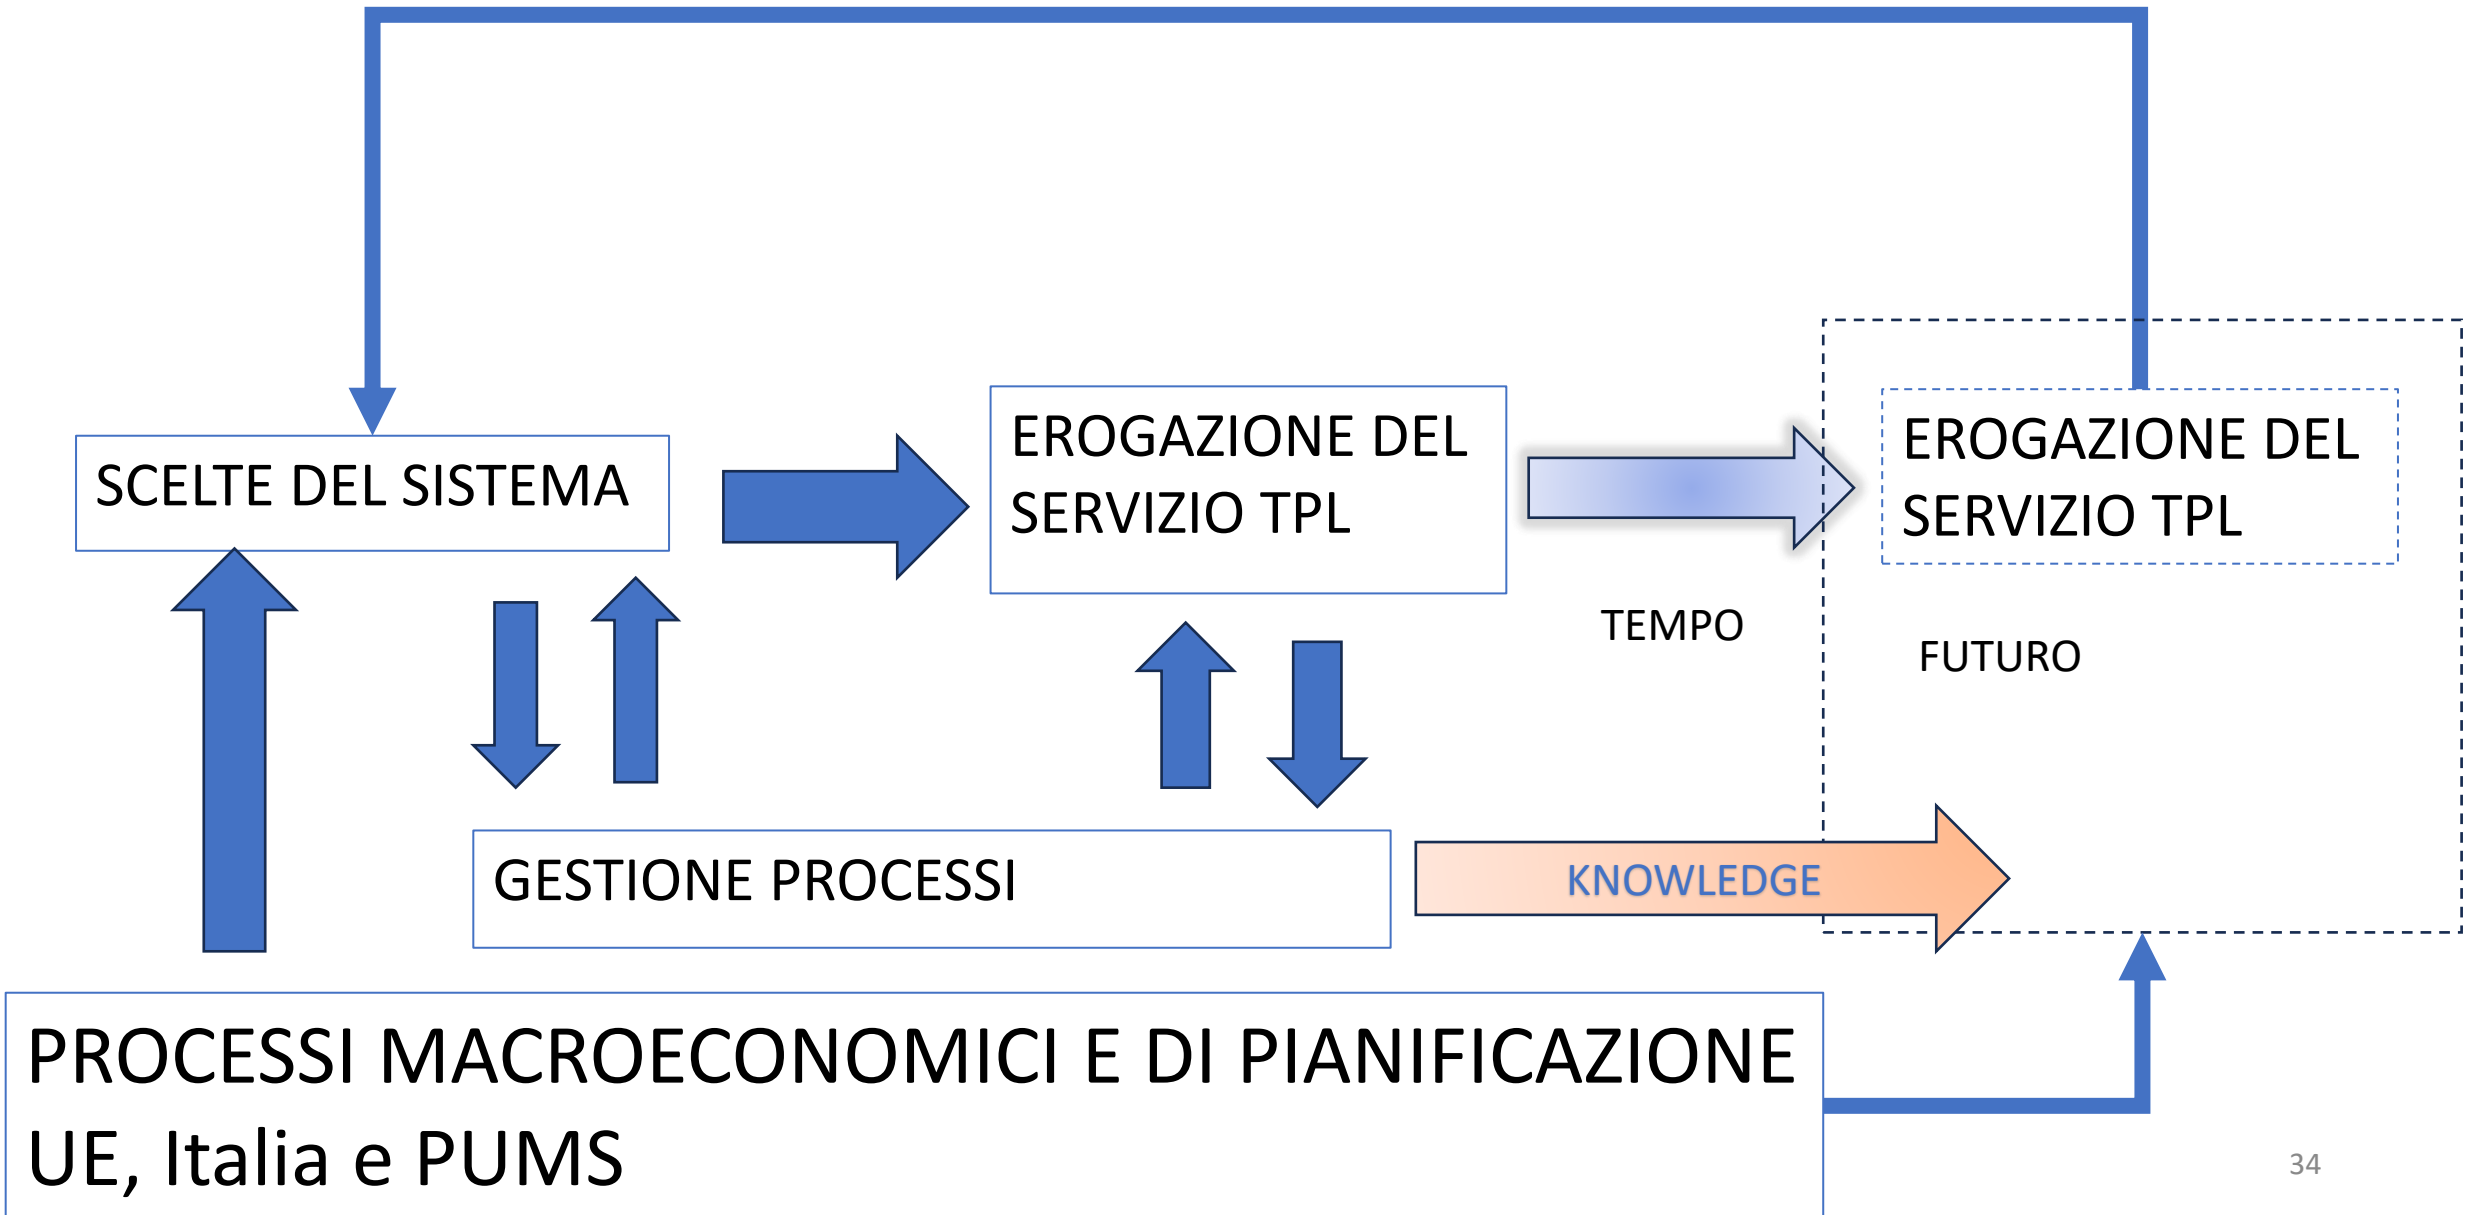 SCELTE DEL SISTEMA
EROGAZIONE DEL
SERVIZIO TPL
EROGAZIONE DEL
SERVIZIO TPL
TEMPO
FUTURO
GESTIONE PROCESSI
KNOWLEDGE
PROCESSI MACROECONOMICI E DI PIANIFICAZIONE
UE, Italia e PUMS
34